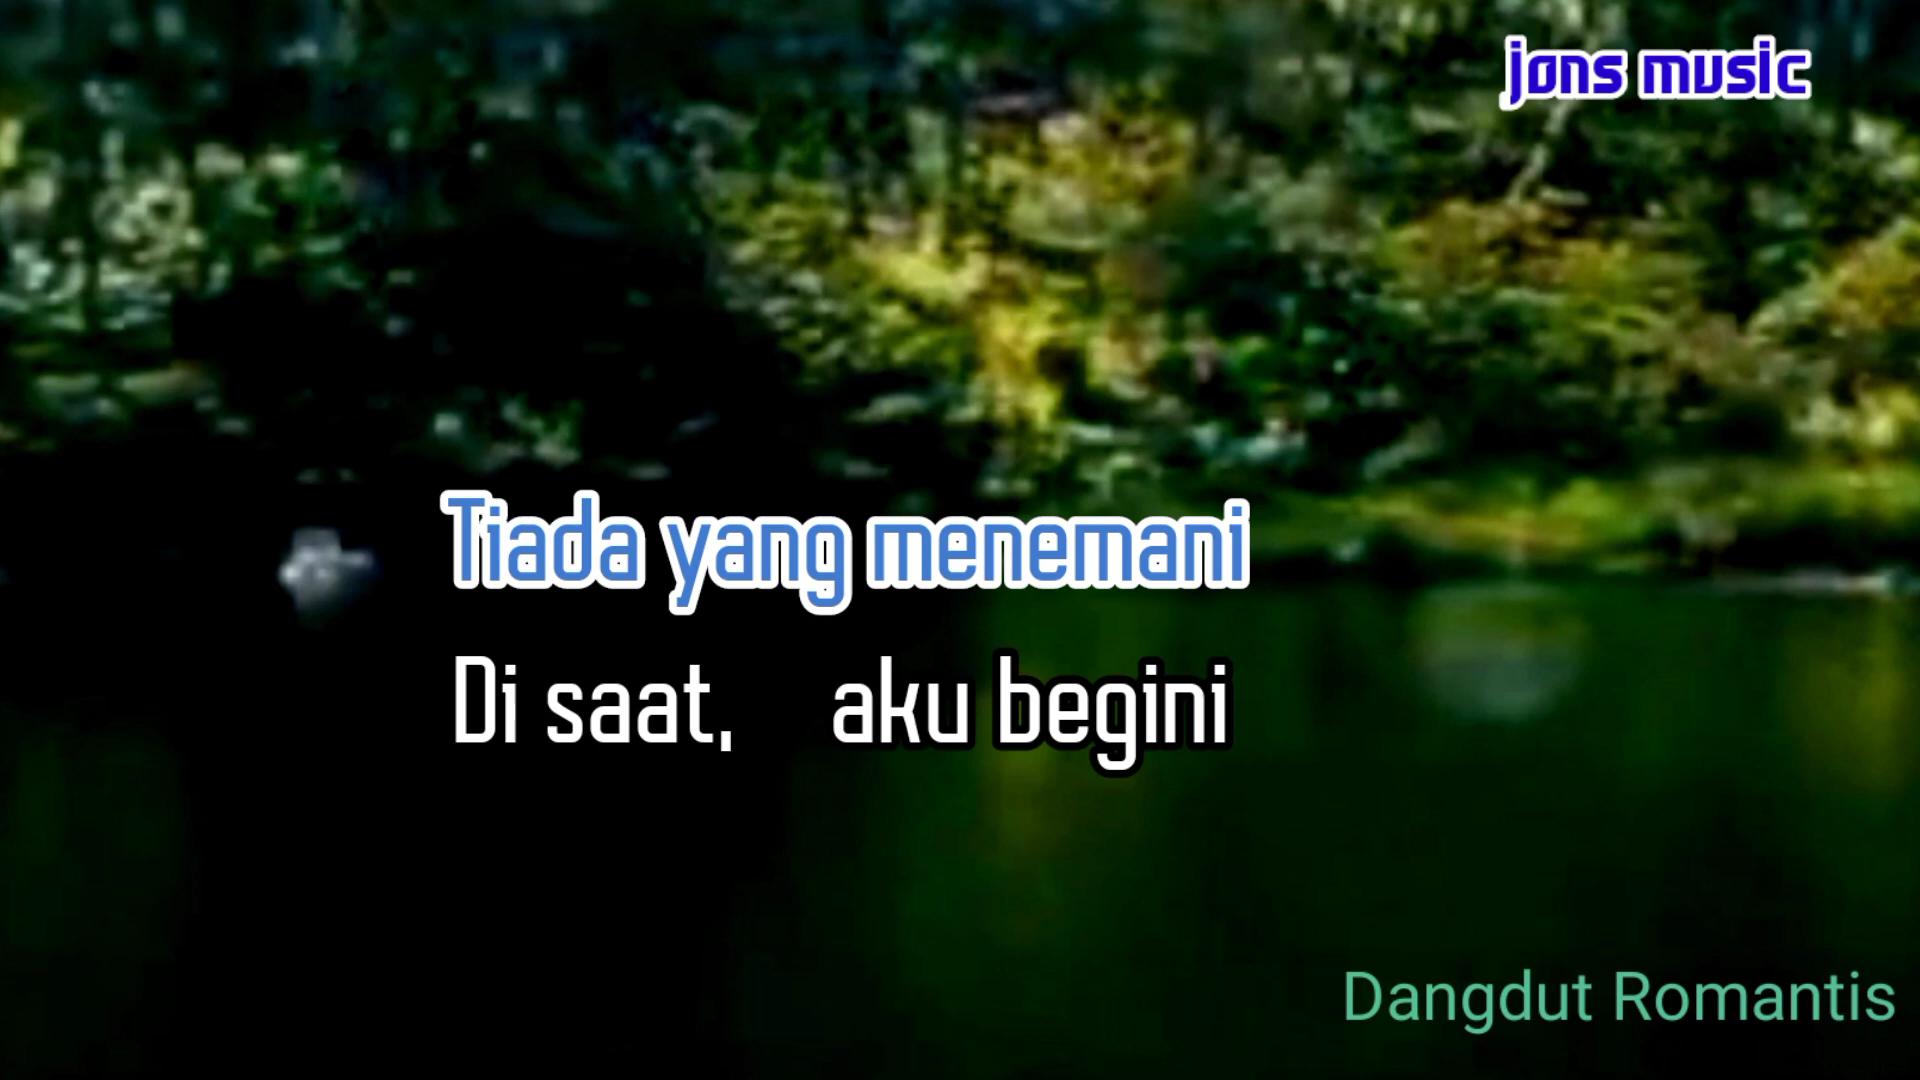 jons music
Tiada yang menemani
Di saat, aku begini
Dangdut Romantis